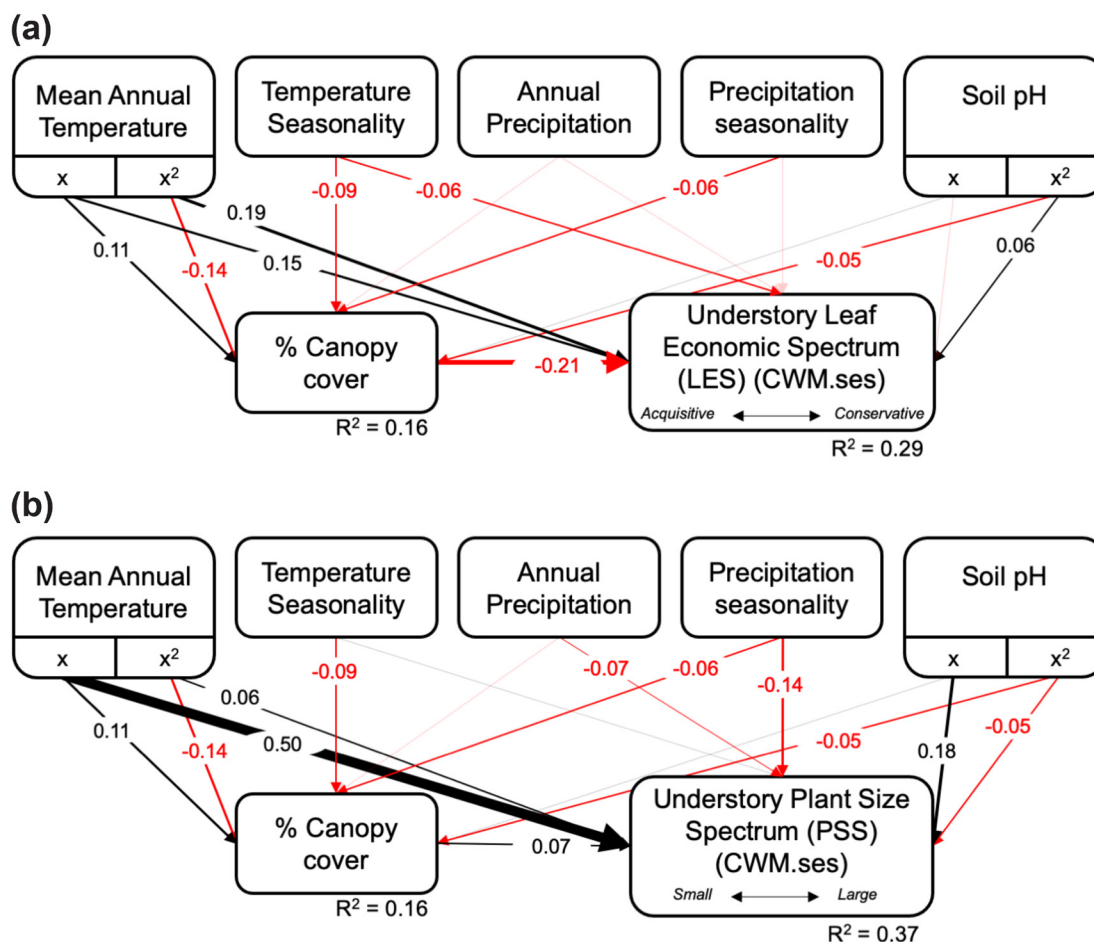 (a)
Mean Annual
Temperature
x
x²
Temperature
Seasonality
Annual
Precipitation
Precipitation
seasonality
Soil pH
x
x²
-0.09
-0.06
-0.06
0.19
0.11
0.15
-0.14
-0.05
0.06
% Canopy
cover
R² = 0.16
-0.21
Understory Leaf
Economic Spectrum
(LES) (CWM.ses)
Acquisitive
Conservative
R² = 0.29
(b)
Mean Annual
Temperature
x
x²
Temperature
Seasonality
Annual
Precipitation
Precipitation
seasonality
Soil pH
x
x²
-0.09
-0.07
-0.06
-0.14
0.06
0.11
0.50
-0.14
-0.05
0.18
-0.05
% Canopy
cover
R² = 0.16
0.07
Understory Plant Size
Spectrum (PSS)
(CWM.ses)
Small
Large
R² = 0.37